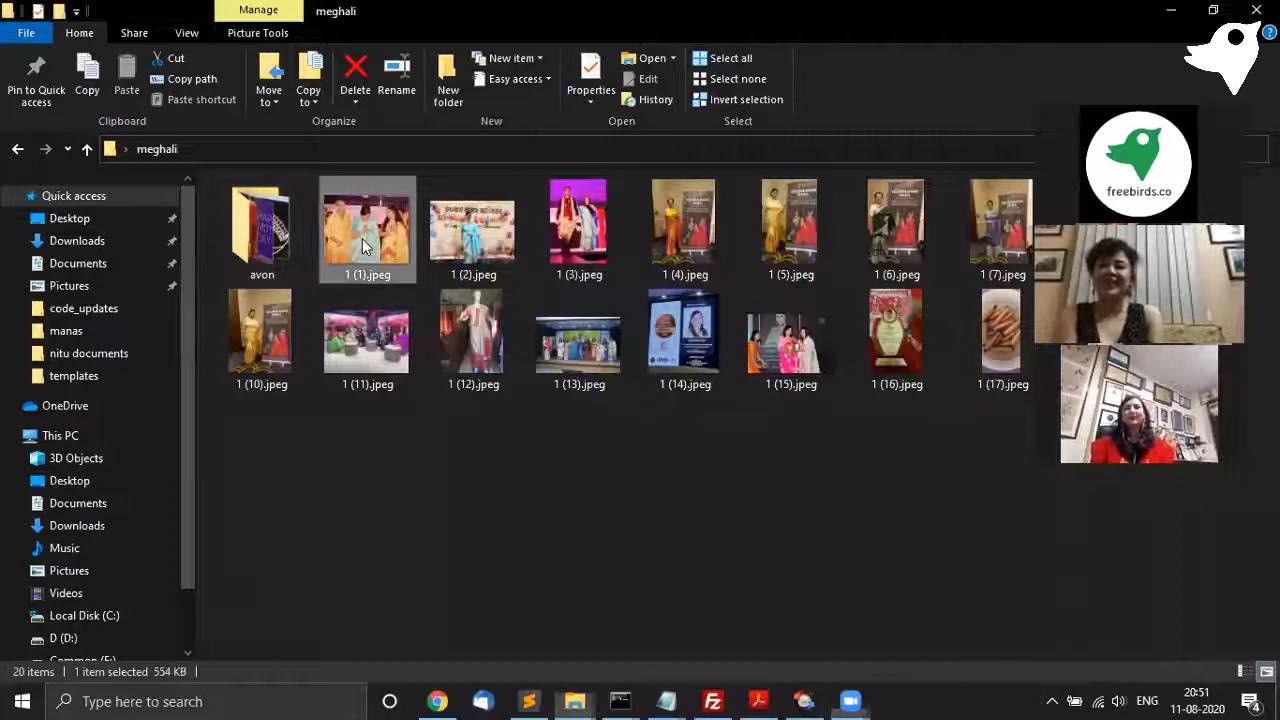 Manage
meghali
File
Home
Share
View
Picture Tools
Pin to Quick access
Copy
Paste
Cut
Copy path
Paste shortcut
Move to
Copy to
Delete
Rename
New folder
New item
Easy access
Properties
Open
Edit
History
Select all
Select none
Invert selection
Clipboard
Organize
New
Open
Select
meghali
freebirds.co
Quick access
Desktop
Downloads
Documents
Pictures
code_updates
manas
nitu documents
templates
OneDrive
This PC
3D Objects
Desktop
Documents
Downloads
Music
Pictures
Videos
Local Disk (C:)
D (D:)
avon
1 (1).jpeg
1 (2).jpeg
1 (3).jpeg
1 (4).jpeg
1 (5).jpeg
1 (6).jpeg
1 (7).jpeg
1 (10).jpeg
1 (11).jpeg
1 (12).jpeg
1 (13).jpeg
1 (14).jpeg
1 (15).jpeg
1 (16).jpeg
1 (17).jpeg
20 items
1 item selected 554 KB
Type here to search
ENG
20:51
11-08-2020
4